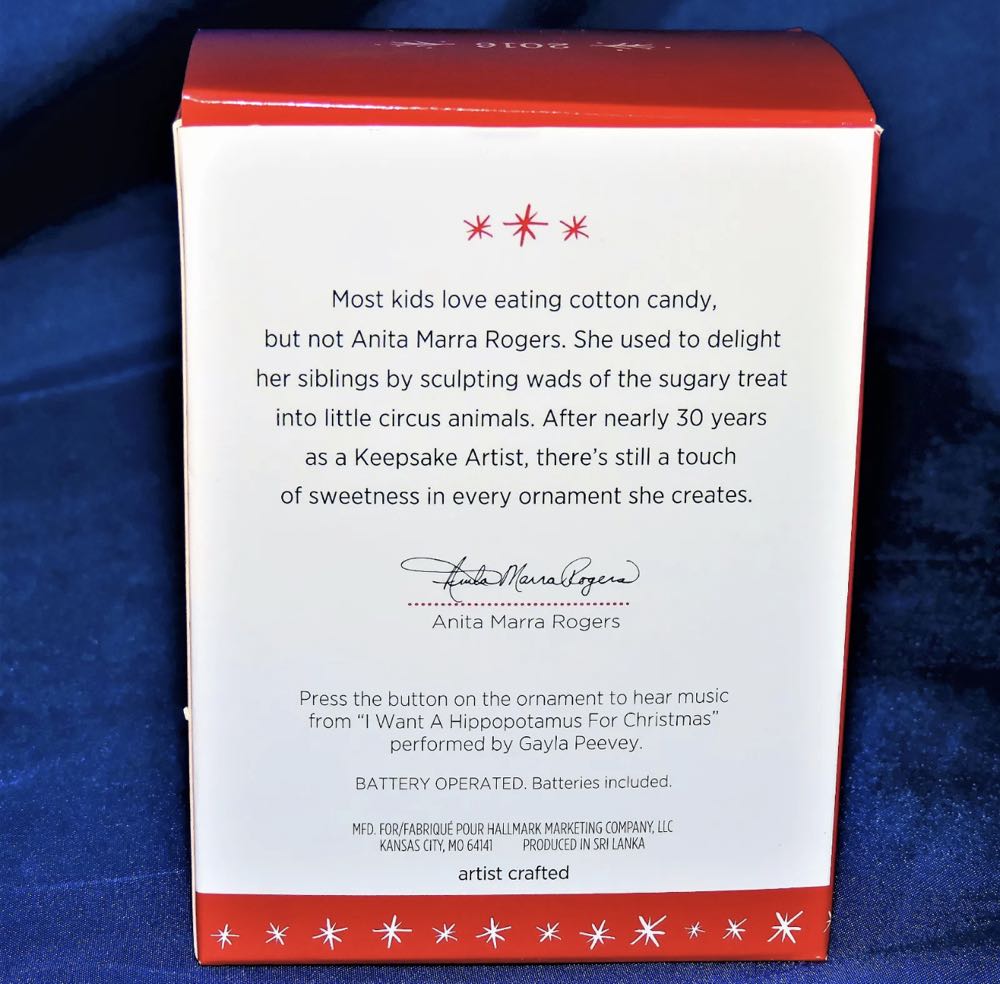 2016
Most kids love eating cotton candy,
but not Anita Marra Rogers. She used to delight
her siblings by sculpting wads of the sugary treat
into little circus animals. After nearly 30 years
as a Keepsake Artist, there's still a touch
of sweetness in every ornament she creates.
Anita Marra Rogers
Anita Marra Rogers
Press the button on the ornament to hear music
from “I Want A Hippopotamus For Christmas”
performed by Gayla Peevey.
BATTERY OPERATED. Batteries included.
MFD. FOR/FABRIQUÉ POUR HALLMARK MARKETING COMPANY, LLC
KANSAS CITY, MO 64141 PRODUCED IN SRI LANKA
artist crafted